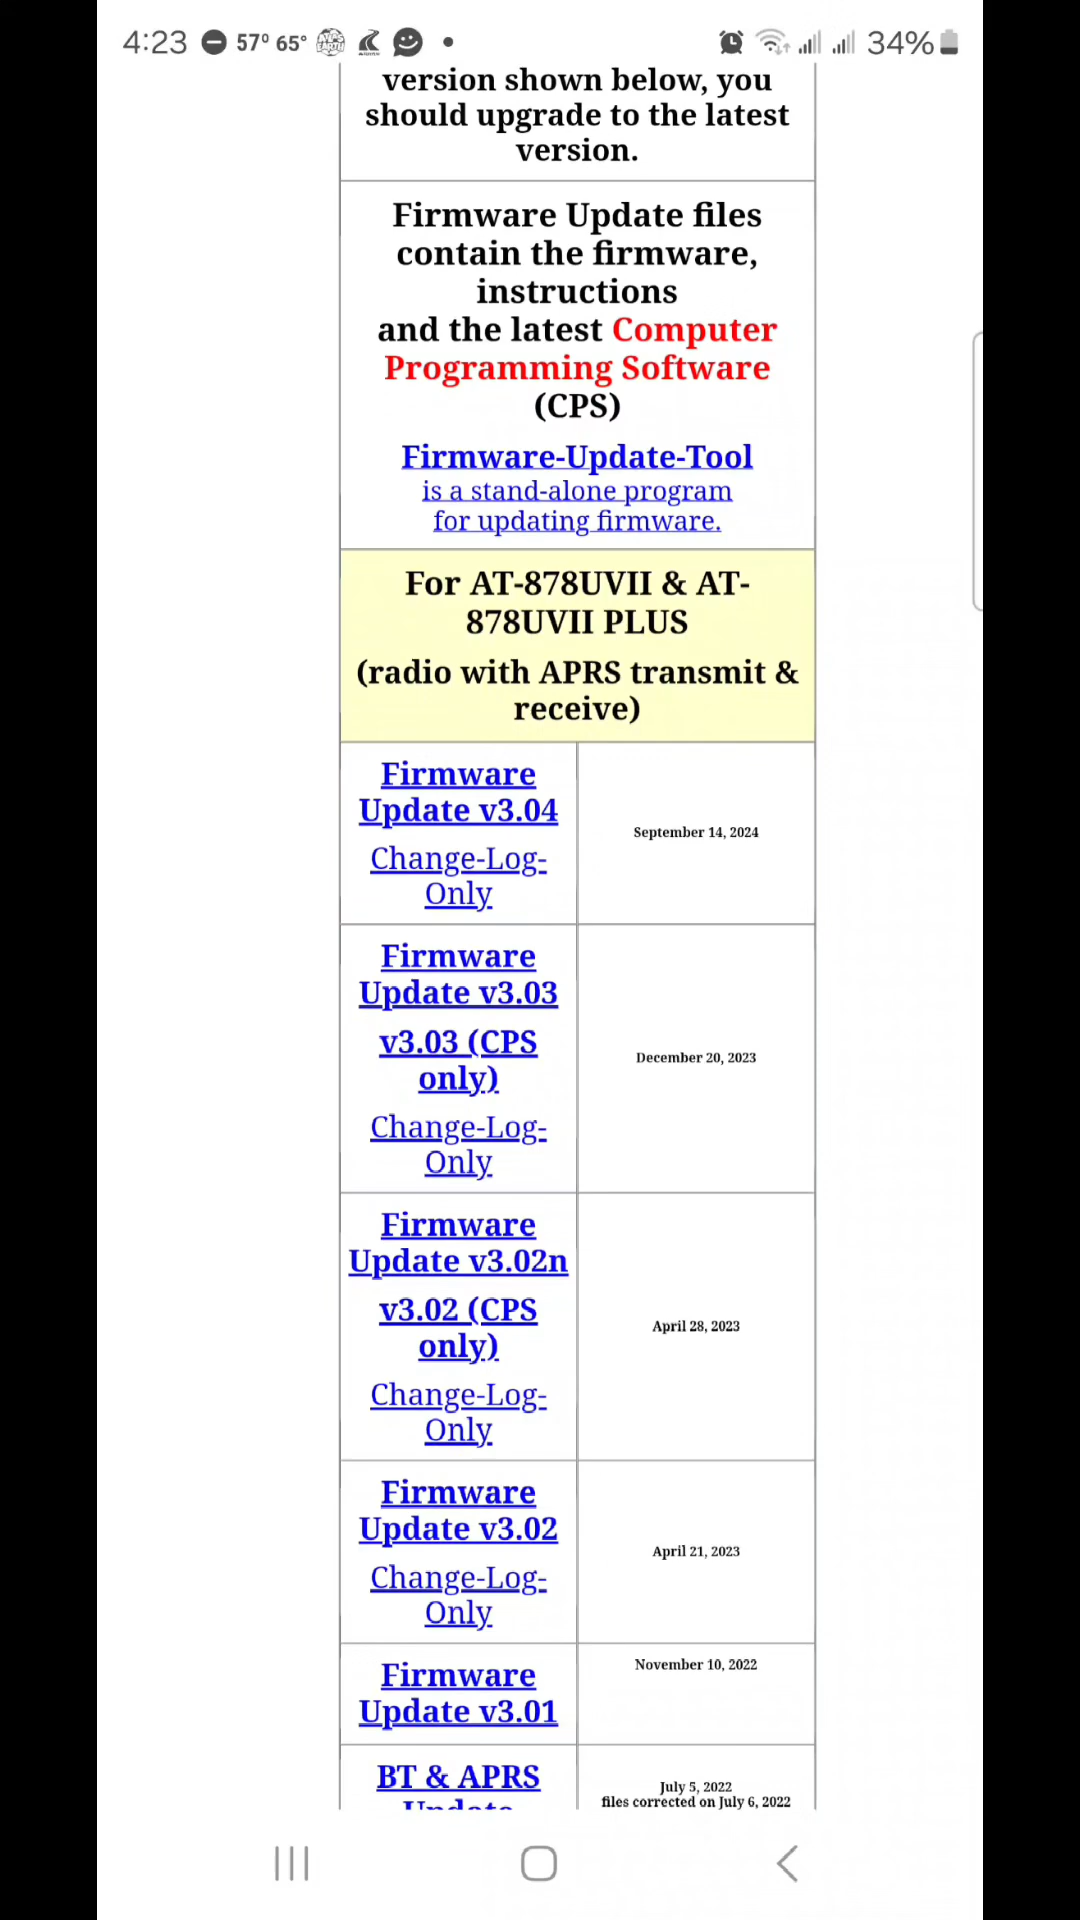 4:23 57° 65° 34%
version shown below, you
should upgrade to the latest
version.
Firmware Update files
contain the firmware,
instructions
and the latest Computer
Programming Software
(CPS)
Firmware-Update-Tool
is a stand-alone program
for updating firmware.
For AT-878UVII & AT-
878UVII PLUS
(radio with APRS transmit &
receive)
Firmware
Update v3.04
Change-Log-
Only
September 14, 2024
Firmware
Update v3.03
v3.03 (CPS
only)
Change-Log-
Only
December 20, 2023
Firmware
Update v3.02n
v3.02 (CPS
only)
Change-Log-
Only
April 28, 2023
Firmware
Update v3.02
Change-Log-
Only
April 21, 2023
Firmware
Update v3.01
November 10, 2022
BT & APRS
Update
July 5, 2022
files corrected on July 6, 2022